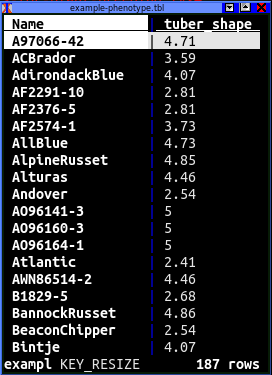 example-phenotype.tbl
Name | tuber_shape
A97066-42 | 4.71
ACBrador | 3.59
AdirondackBlue | 4.07
AF2291-10 | 2.81
AF2376-5 | 2.81
AF2574-1 | 3.73
AllBlue | 4.73
AlpineRusset | 4.85
Alturas | 4.46
Andover | 2.54
AO96141-3 | 5
AO96160-3 | 5
AO96164-1 | 5
Atlantic | 2.41
AWN86514-2 | 4.46
B1829-5 | 2.68
BannockRusset | 4.86
BeaconChipper | 2.54
Bintje | 4.07
exampl KEY_RESIZE 187 rows